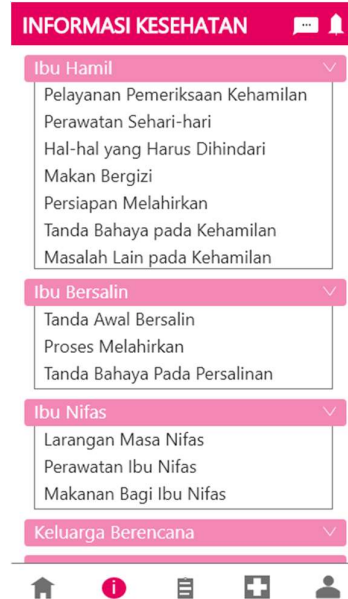 INFORMASI KESEHATAN
Ibu Hamil
Pelayanan Pemeriksaan Kehamilan
Perawatan Sehari-hari
Hal-hal yang Harus Dihindari
Makan Bergizi
Persiapan Melahirkan
Tanda Bahaya pada Kehamilan
Masalah Lain pada Kehamilan
Ibu Bersalin
Tanda Awal Bersalin
Proses Melahirkan
Tanda Bahaya Pada Persalinan
Ibu Nifas
Larangan Masa Nifas
Perawatan Ibu Nifas
Makanan Bagi Ibu Nifas
Keluarga Berencana